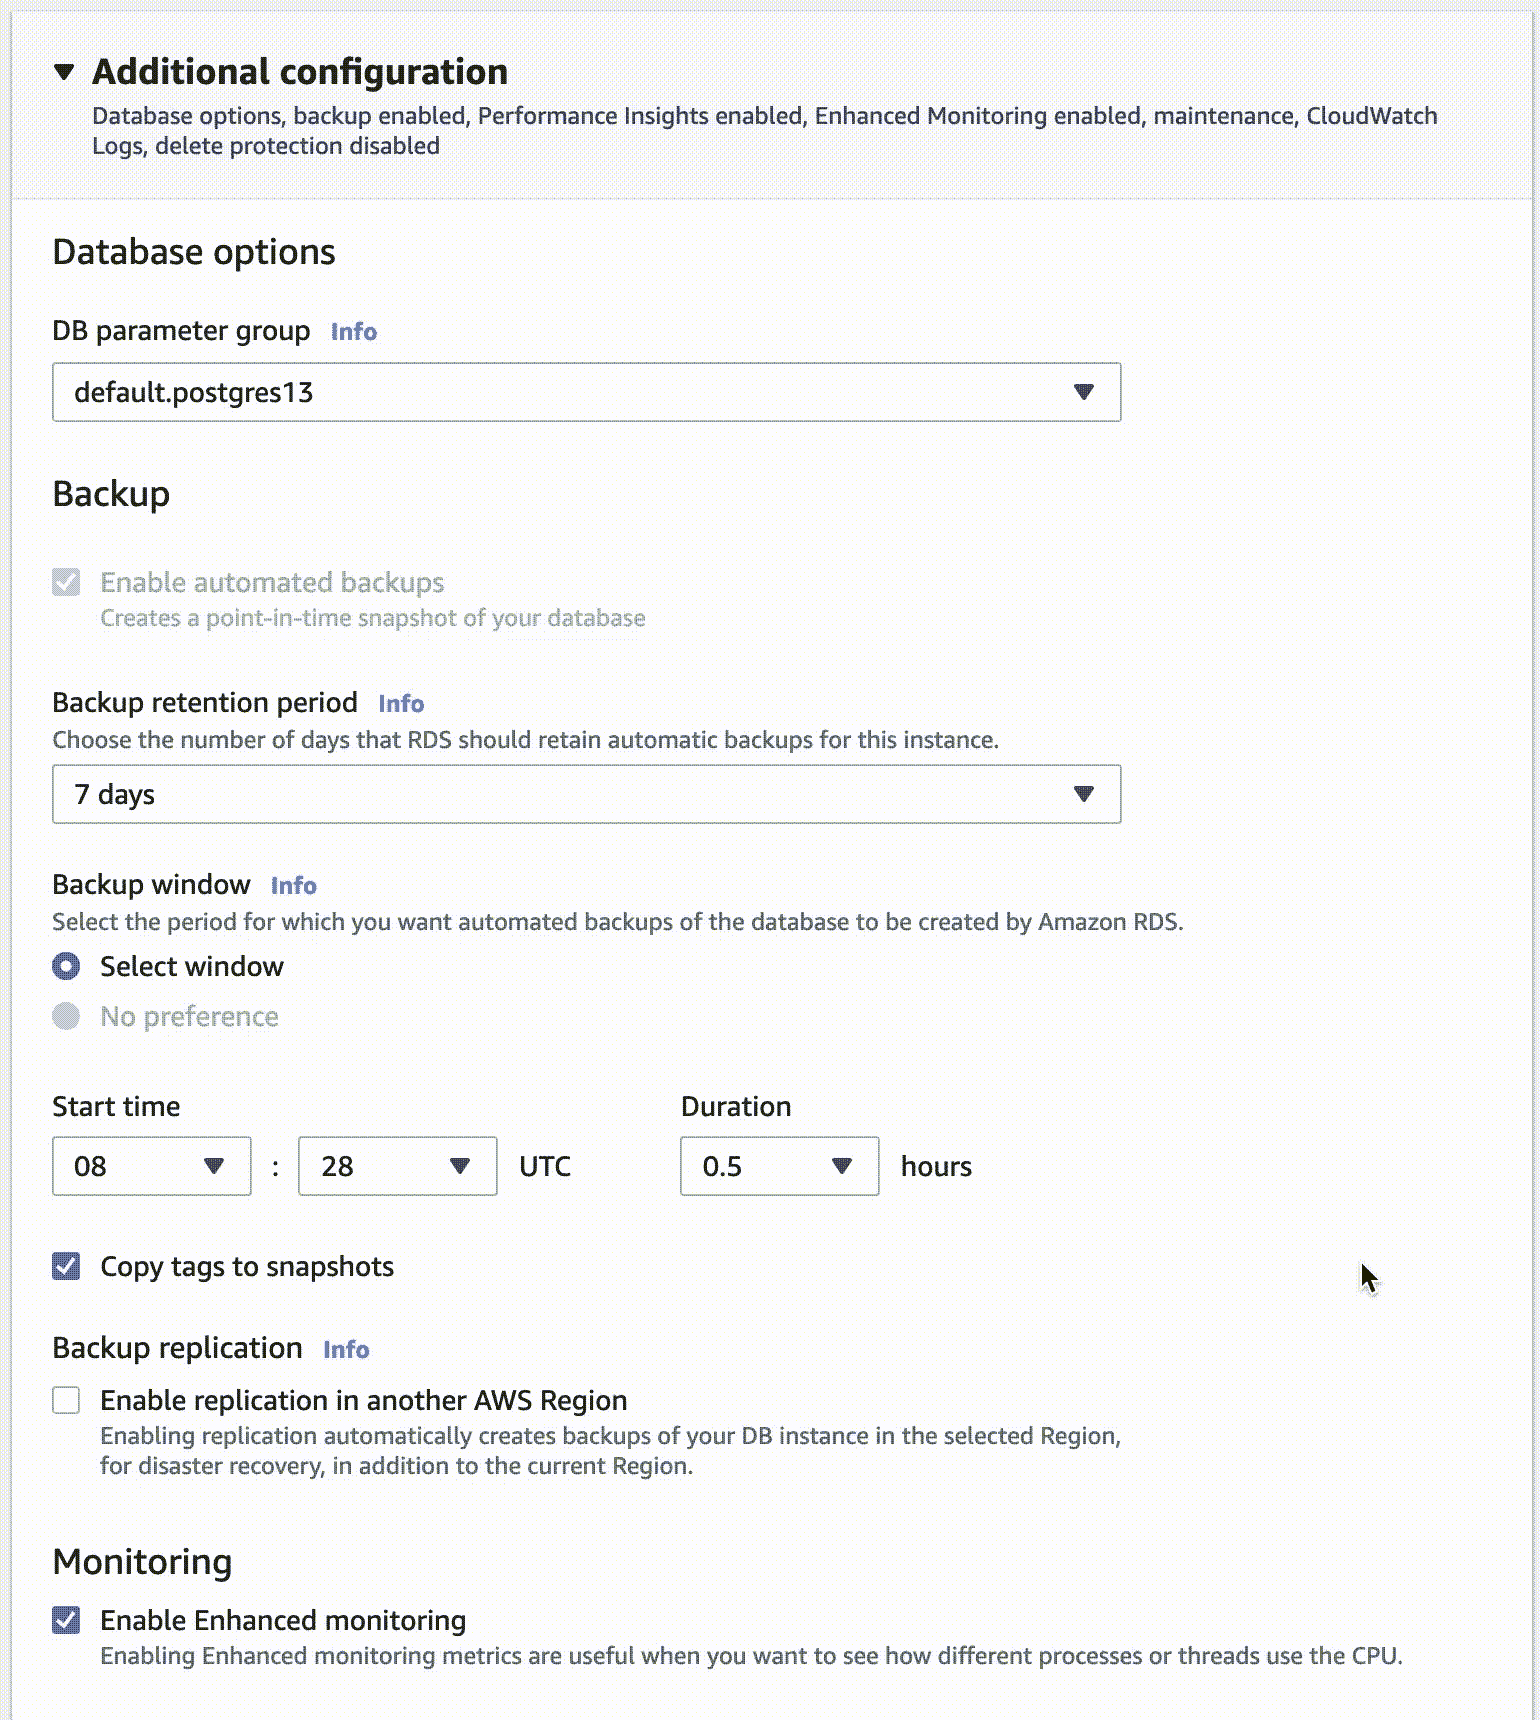 Additional configuration
Database options, backup enabled, Performance Insights enabled, Enhanced Monitoring enabled, maintenance, CloudWatch
Logs, delete protection disabled
Database options
DB parameter group Info
default.postgres13
Backup
Enable automated backups
Creates a point-in-time snapshot of your database
Backup retention period Info
Choose the number of days that RDS should retain automatic backups for this instance.
7 days
Backup window Info
Select the period for which you want automated backups of the database to be created by Amazon RDS.
Select window
No preference
Start time Duration
08 : 28 UTC 0.5 hours
Copy tags to snapshots
Backup replication Info
Enable replication in another AWS Region
Enabling replication automatically creates backups of your DB instance in the selected Region,
for disaster recovery, in addition to the current Region.
Monitoring
Enable Enhanced monitoring
Enabling Enhanced monitoring metrics are useful when you want to see how different processes or threads use the CPU.